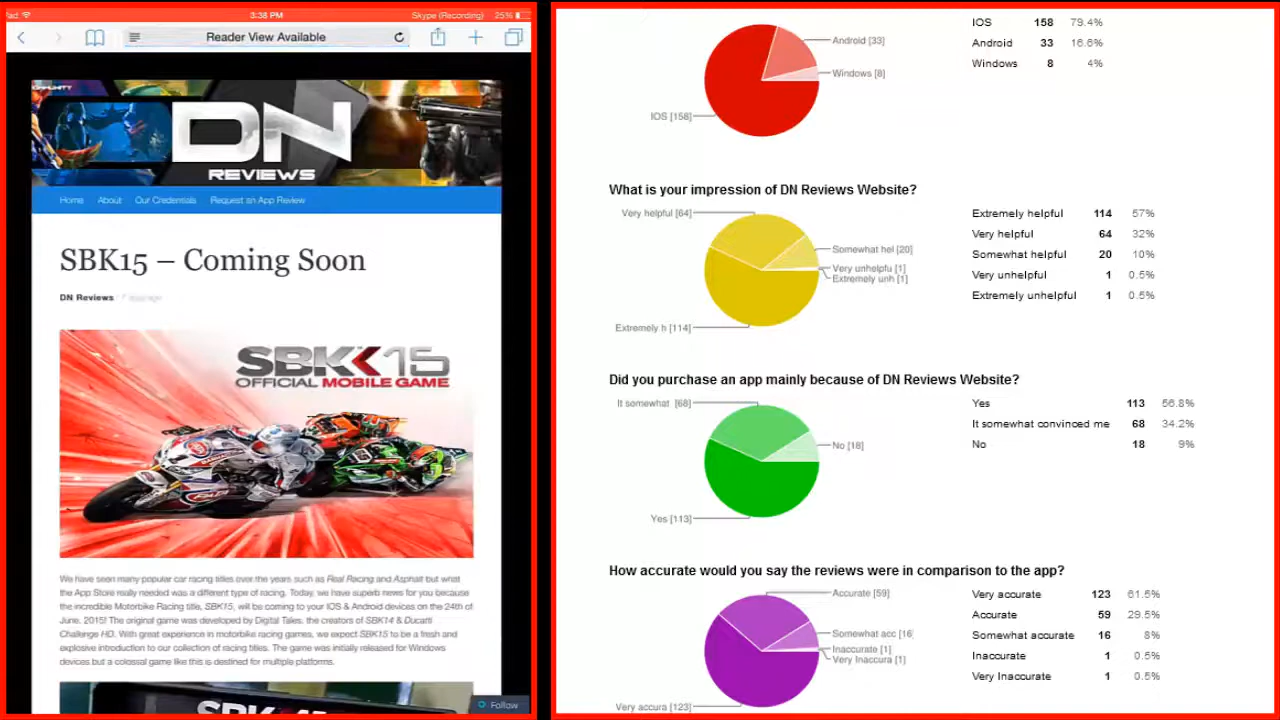 3:38 PM
Skype (Recording)
25%
Reader View Available
DN
REVIEWS
Home About Our Credentials Request an App Review
SBK15 – Coming Soon
DN Reviews
SBK15
OFFICIAL MOBILE GAME
We have seen many popular car racing titles over the years such as Real Racing and Asphalt but what
the App Store really needed was a different type of racing. Today, we have superb news for you because
the incredible Motorbike Racing title, SBK15, will be coming to your IOS & Android devices on the 24th of
June, 2015! The original game was developed by Digital Tales, the creators of SBK14 & Ducatti
Challenge HD. With great experience in motorbike racing games, we expect SBK15 to be a fresh and
explosive introduction to our collection of racing titles. The game was initially released for Windows
devices but a colossal game like this is destined for multiple platforms.
Follow
Android [33]
Windows [8]
IOS [158]
IOS 158 79.4%
Android 33 16.6%
Windows 8 4%
What is your impression of DN Reviews Website?
Very helpful [64]
Somewhat hel [20]
Very unhelpfu [1]
Extremely unh [1]
Extremely h [114]
Extremely helpful 114 57%
Very helpful 64 32%
Somewhat helpful 20 10%
Very unhelpful 1 0.5%
Extremely unhelpful 1 0.5%
Did you purchase an app mainly because of DN Reviews Website?
It somewhat [68]
No [18]
Yes [113]
Yes 113 56.8%
It somewhat convinced me 68 34.2%
No 18 9%
How accurate would you say the reviews were in comparison to the app?
Accurate [59]
Somewhat acc [16]
Inaccurate [1]
Very Inaccura [1]
Very accura [123]
Very accurate 123 61.5%
Accurate 59 29.5%
Somewhat accurate 16 8%
Inaccurate 1 0.5%
Very Inaccurate 1 0.5%